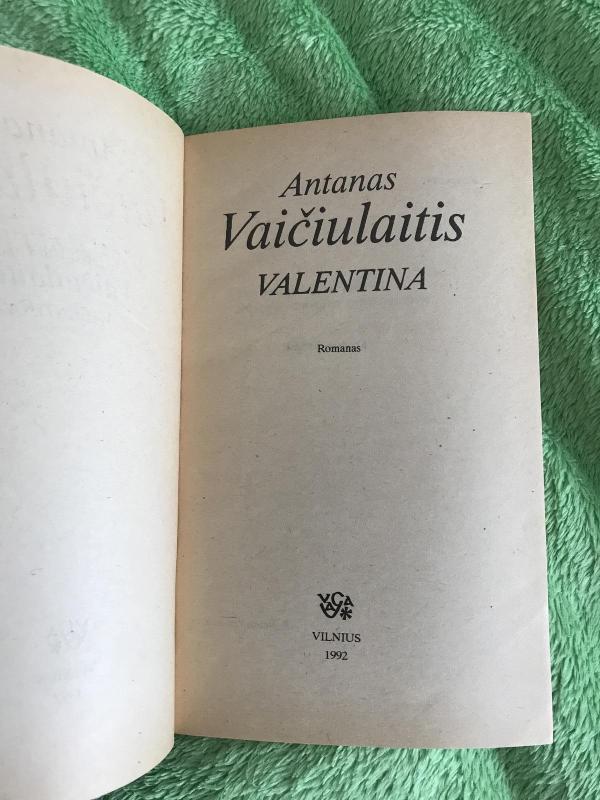 Antanas
Vaičiulaitis
VALENTINA
Romanas
VILNIUS
1992